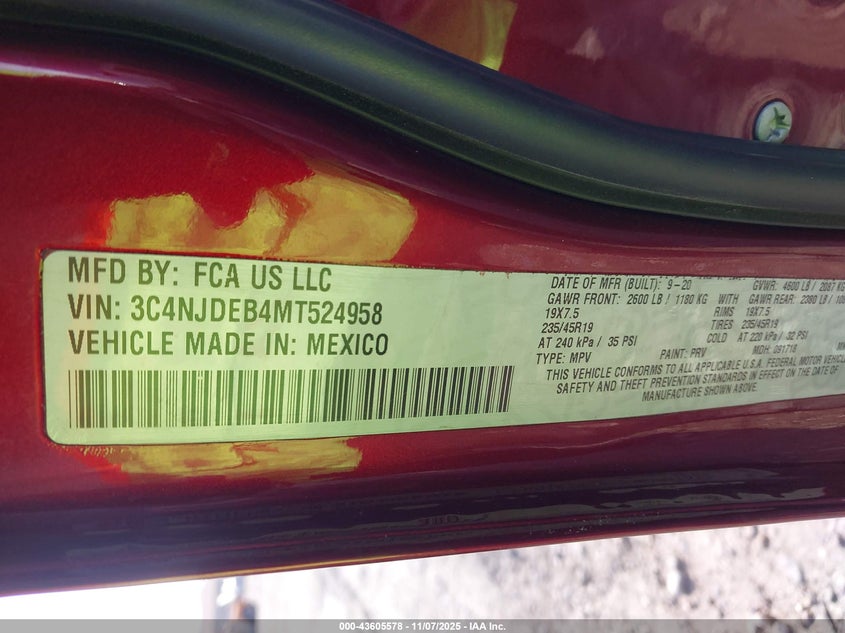 MFD BY: FCA US LLC
VIN: 3C4NJDEB4MT524958
VEHICLE MADE IN: MEXICO
DATE OF MFR (BUILT): 9-20 GVWR: 4600 LB / 2087 KG
GAWR FRONT: 2600 LB / 1180 KG WITH GAWR REAR: 2380 LB /
19X7.5 RIMS 19X7.5
235/45R19 TIRES 235/45R19
AT 240 kPa / 35 PSI COLD AT 220 kPa / 32 PSI
TYPE: MPV PAINT: PRV MDH: 091718
THIS VEHICLE CONFORMS TO ALL APPLICABLE U.S.A. FEDERAL MOTOR VEHICLE
SAFETY AND THEFT PREVENTION STANDARDS IN EFFECT ON THE DATE OF
MANUFACTURE SHOWN ABOVE.
000-43605578 - 11/07/2025 - IAA Inc.